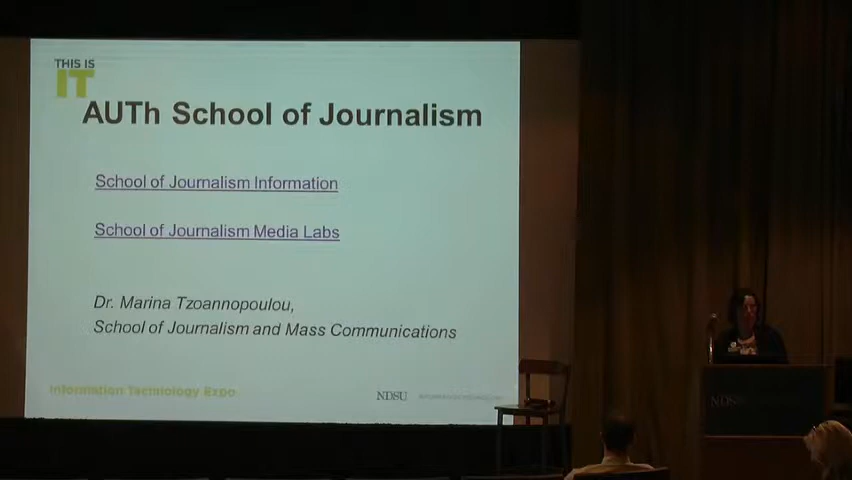 THIS IS
IT
AUTh School of Journalism
School of Journalism Information
School of Journalism Media Labs
Dr. Marina Tzoannopoulou,
School of Journalism and Mass Communications
Information Technology Expo
NDSU
NDSU